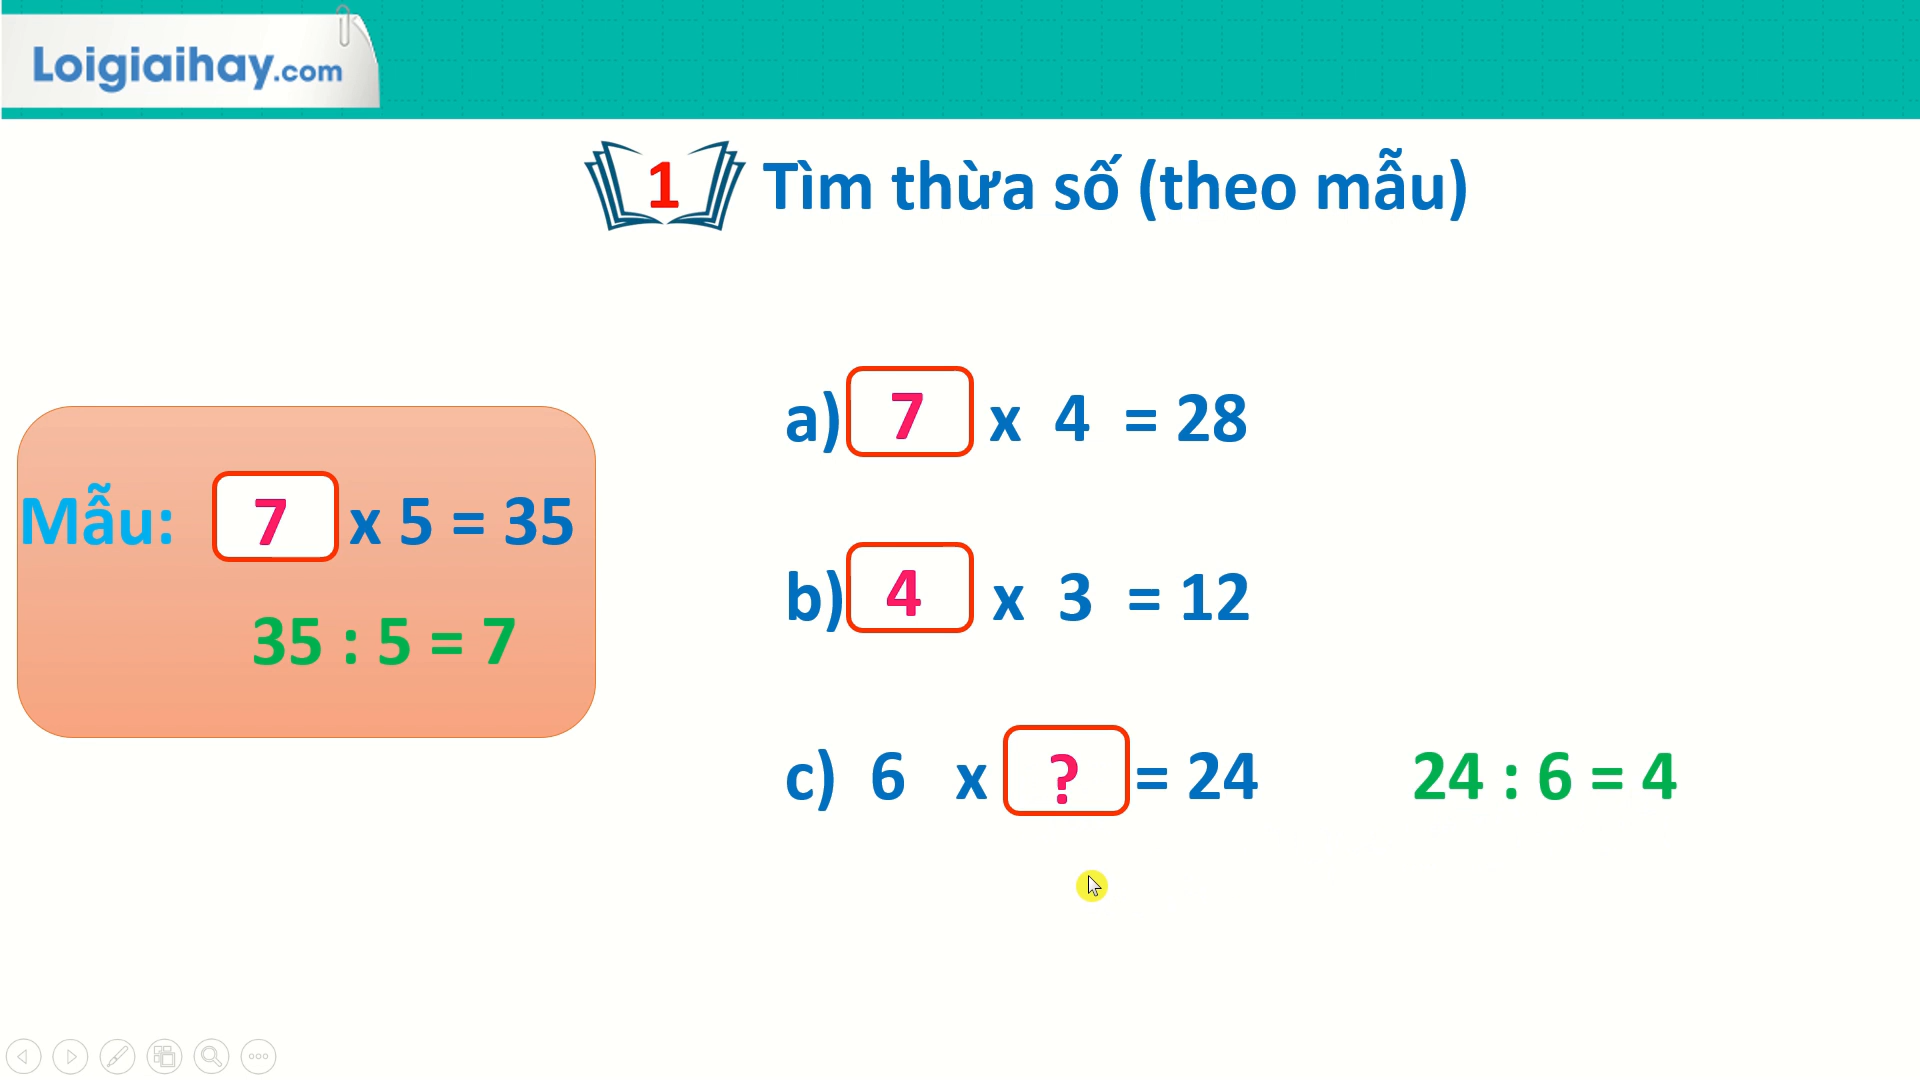 Loigiaihay.com
1 Tìm thừa số (theo mẫu)
Mẫu: 7 x 5 = 35
35 : 5 = 7
a) 7 x 4 = 28
b) 4 x 3 = 12
c) 6 x ? = 24 24 : 6 = 4